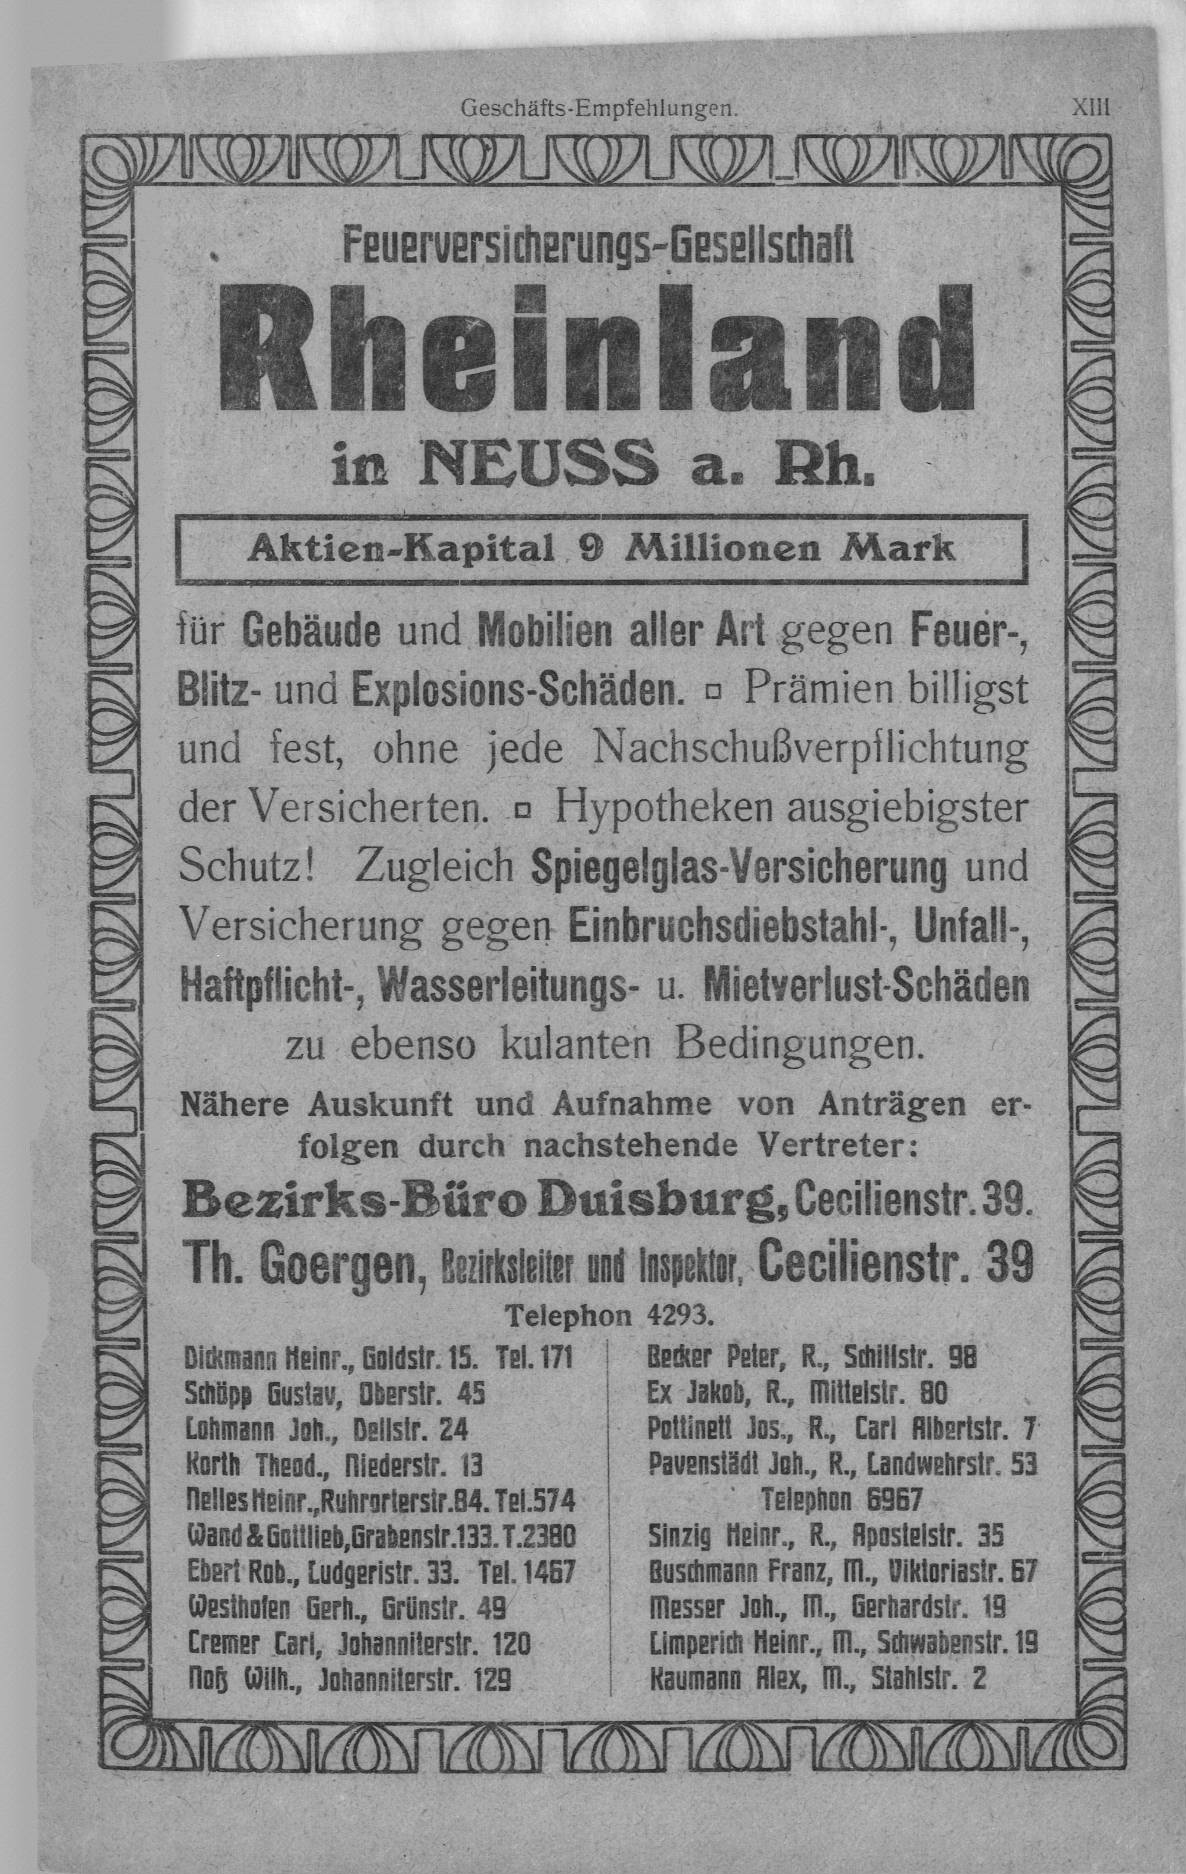 Geschäfts-Empfehlungen. XIII
Feuerversicherungs-Gesellschaft
Rheinland
in NEUSS a. Rh.
Aktien-Kapital 9 Millionen Mark
für Gebäude und Mobilien aller Art gegen Feuer-,
Blitz- und Explosions-Schäden. ▫ Prämien billigst
und fest, ohne jede Nachschußverpflichtung
der Versicherten. ▫ Hypotheken ausgiebigster
Schutz! Zugleich Spiegelglas-Versicherung und
Versicherung gegen Einbruchsdiebstahl-, Unfall-,
Haftpflicht-, Wasserleitungs- u. Mietverlust-Schäden
zu ebenso kulanten Bedingungen.
Nähere Auskunft und Aufnahme von Anträgen er-
folgen durch nachstehende Vertreter:
Bezirks-Büro Duisburg, Cecilienstr. 39.
Th. Goergen, Bezirksleiter und Inspektor, Cecilienstr. 39
Telephon 4293.
Dickmann Heinr., Goldstr. 15. Tel. 171
Schöpp Gustav, Oberstr. 45
Lohmann Joh., Dellstr. 24
Korth Theod., Niederstr. 13
Nelles Heinr., Ruhrorterstr. 84. Tel. 574
Wand & Gottlieb, Grabenstr. 133. T. 2380
Ebert Rob., Ludgeristr. 33. Tel. 1467
Westhofen Gerh., Grünstr. 49
Cremer Carl, Johanniterstr. 120
Noß Wilh., Johanniterstr. 129
Becker Peter, R., Schillstr. 98
Ex Jakob, R., Mittelstr. 80
Pottinett Jos., R., Carl Albertstr. 7
Pavenstädt Joh., R., Landwehrstr. 53
Telephon 6967
Sinzig Heinr., R., Apostelstr. 35
Buschmann Franz, M., Viktoriastr. 67
Messer Joh., M., Gerhardstr. 19
Limperich Heinr., M., Schwabenstr. 19
Kaumann Alex, M., Stahlstr. 2